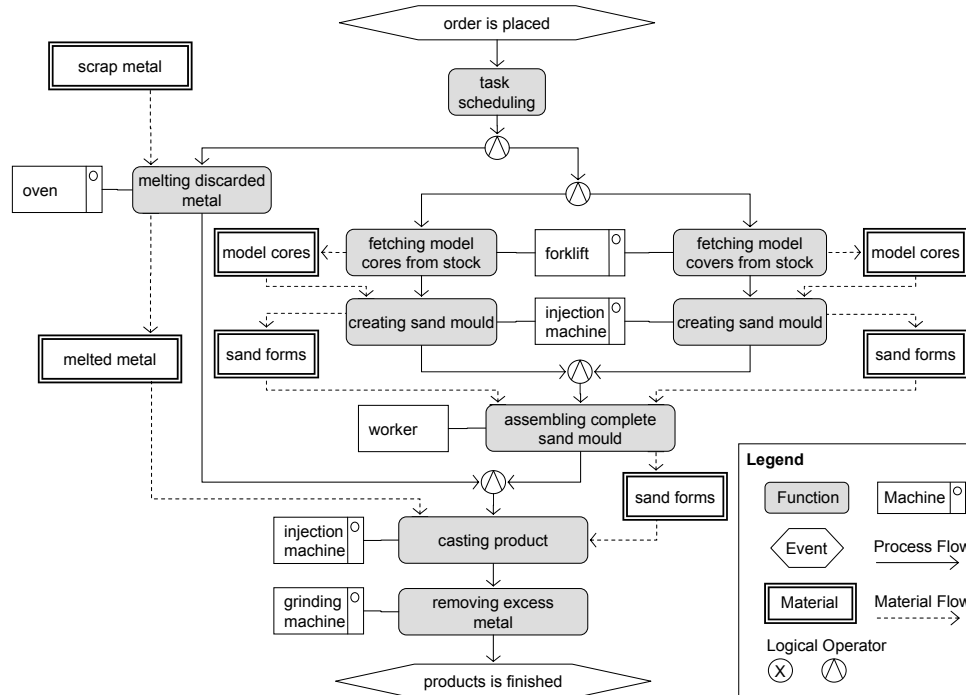 order is placed
scrap metal
task
scheduling
oven
melting discarded
metal
model cores
fetching model
cores from stock
forklift
fetching model
covers from stock
model cores
creating sand mould
injection
machine
creating sand mould
melted metal
sand forms
sand forms
worker
assembling complete
sand mould
sand forms
injection
machine
casting product
grinding
machine
removing excess
metal
products is finished
Legend
Function
Machine
Event
Process Flow
Material
Material Flow
Logical Operator
X